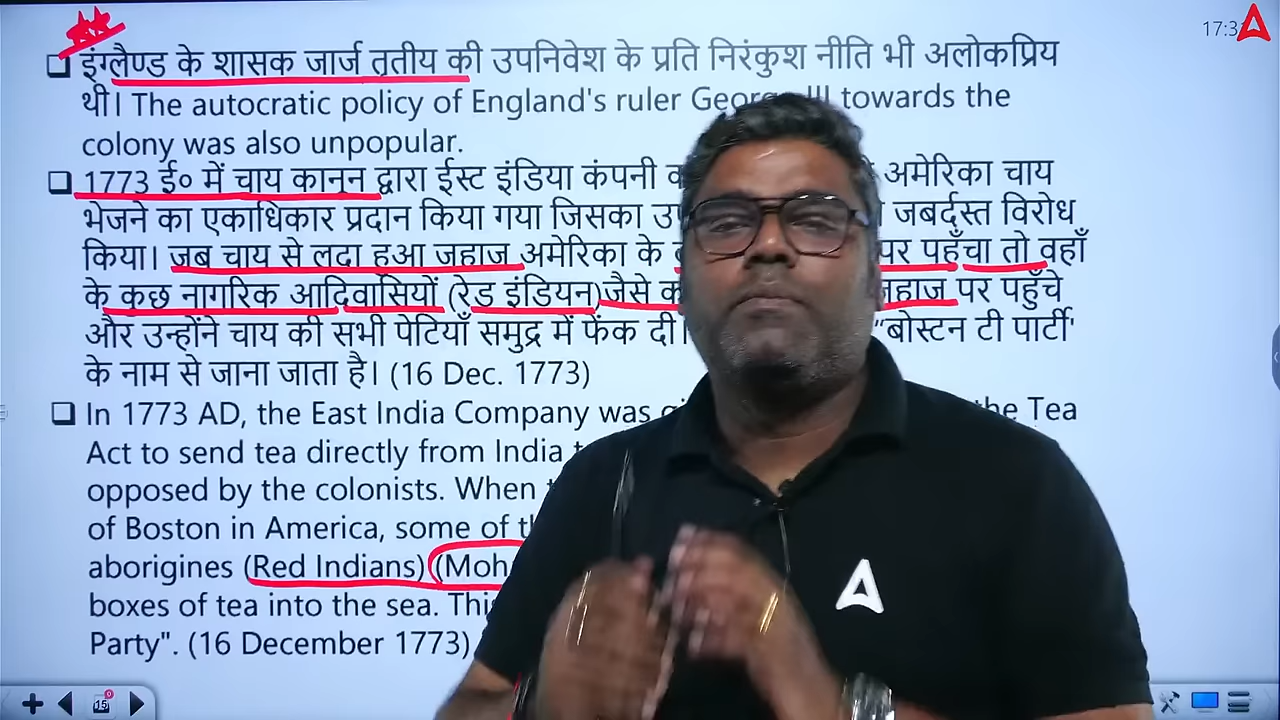 17:3
इंग्लैण्ड के शासक जार्ज तृतीय की उपनिवेश के प्रति निरंकुश नीति भी अलोकप्रिय
थी। The autocratic policy of England's ruler George III towards the
colony was also unpopular.
1773 ई० में चाय कानून द्वारा ईस्ट इंडिया कंपनी अमेरिका चाय
भेजने का एकाधिकार प्रदान किया गया जिसका जबर्दस्त विरोध
किया। जब चाय से लदा हुआ जहाज अमेरिका के पर पहुँचा तो वहाँ
के कुछ नागरिक आदिवासियों (रेड इंडियन) जैसे जहाज पर पहुँचे
और उन्होंने चाय की सभी पेटियाँ समुद्र में फेंक दी। "बोस्टन टी पार्टी'
के नाम से जाना जाता है। (16 Dec. 1773)
In 1773 AD, the East India Company was the Tea
Act to send tea directly from India
opposed by the colonists. When
of Boston in America, some of
aborigines (Red Indians) (Moh
boxes of tea into the sea. This
Party". (16 December 1773)
15